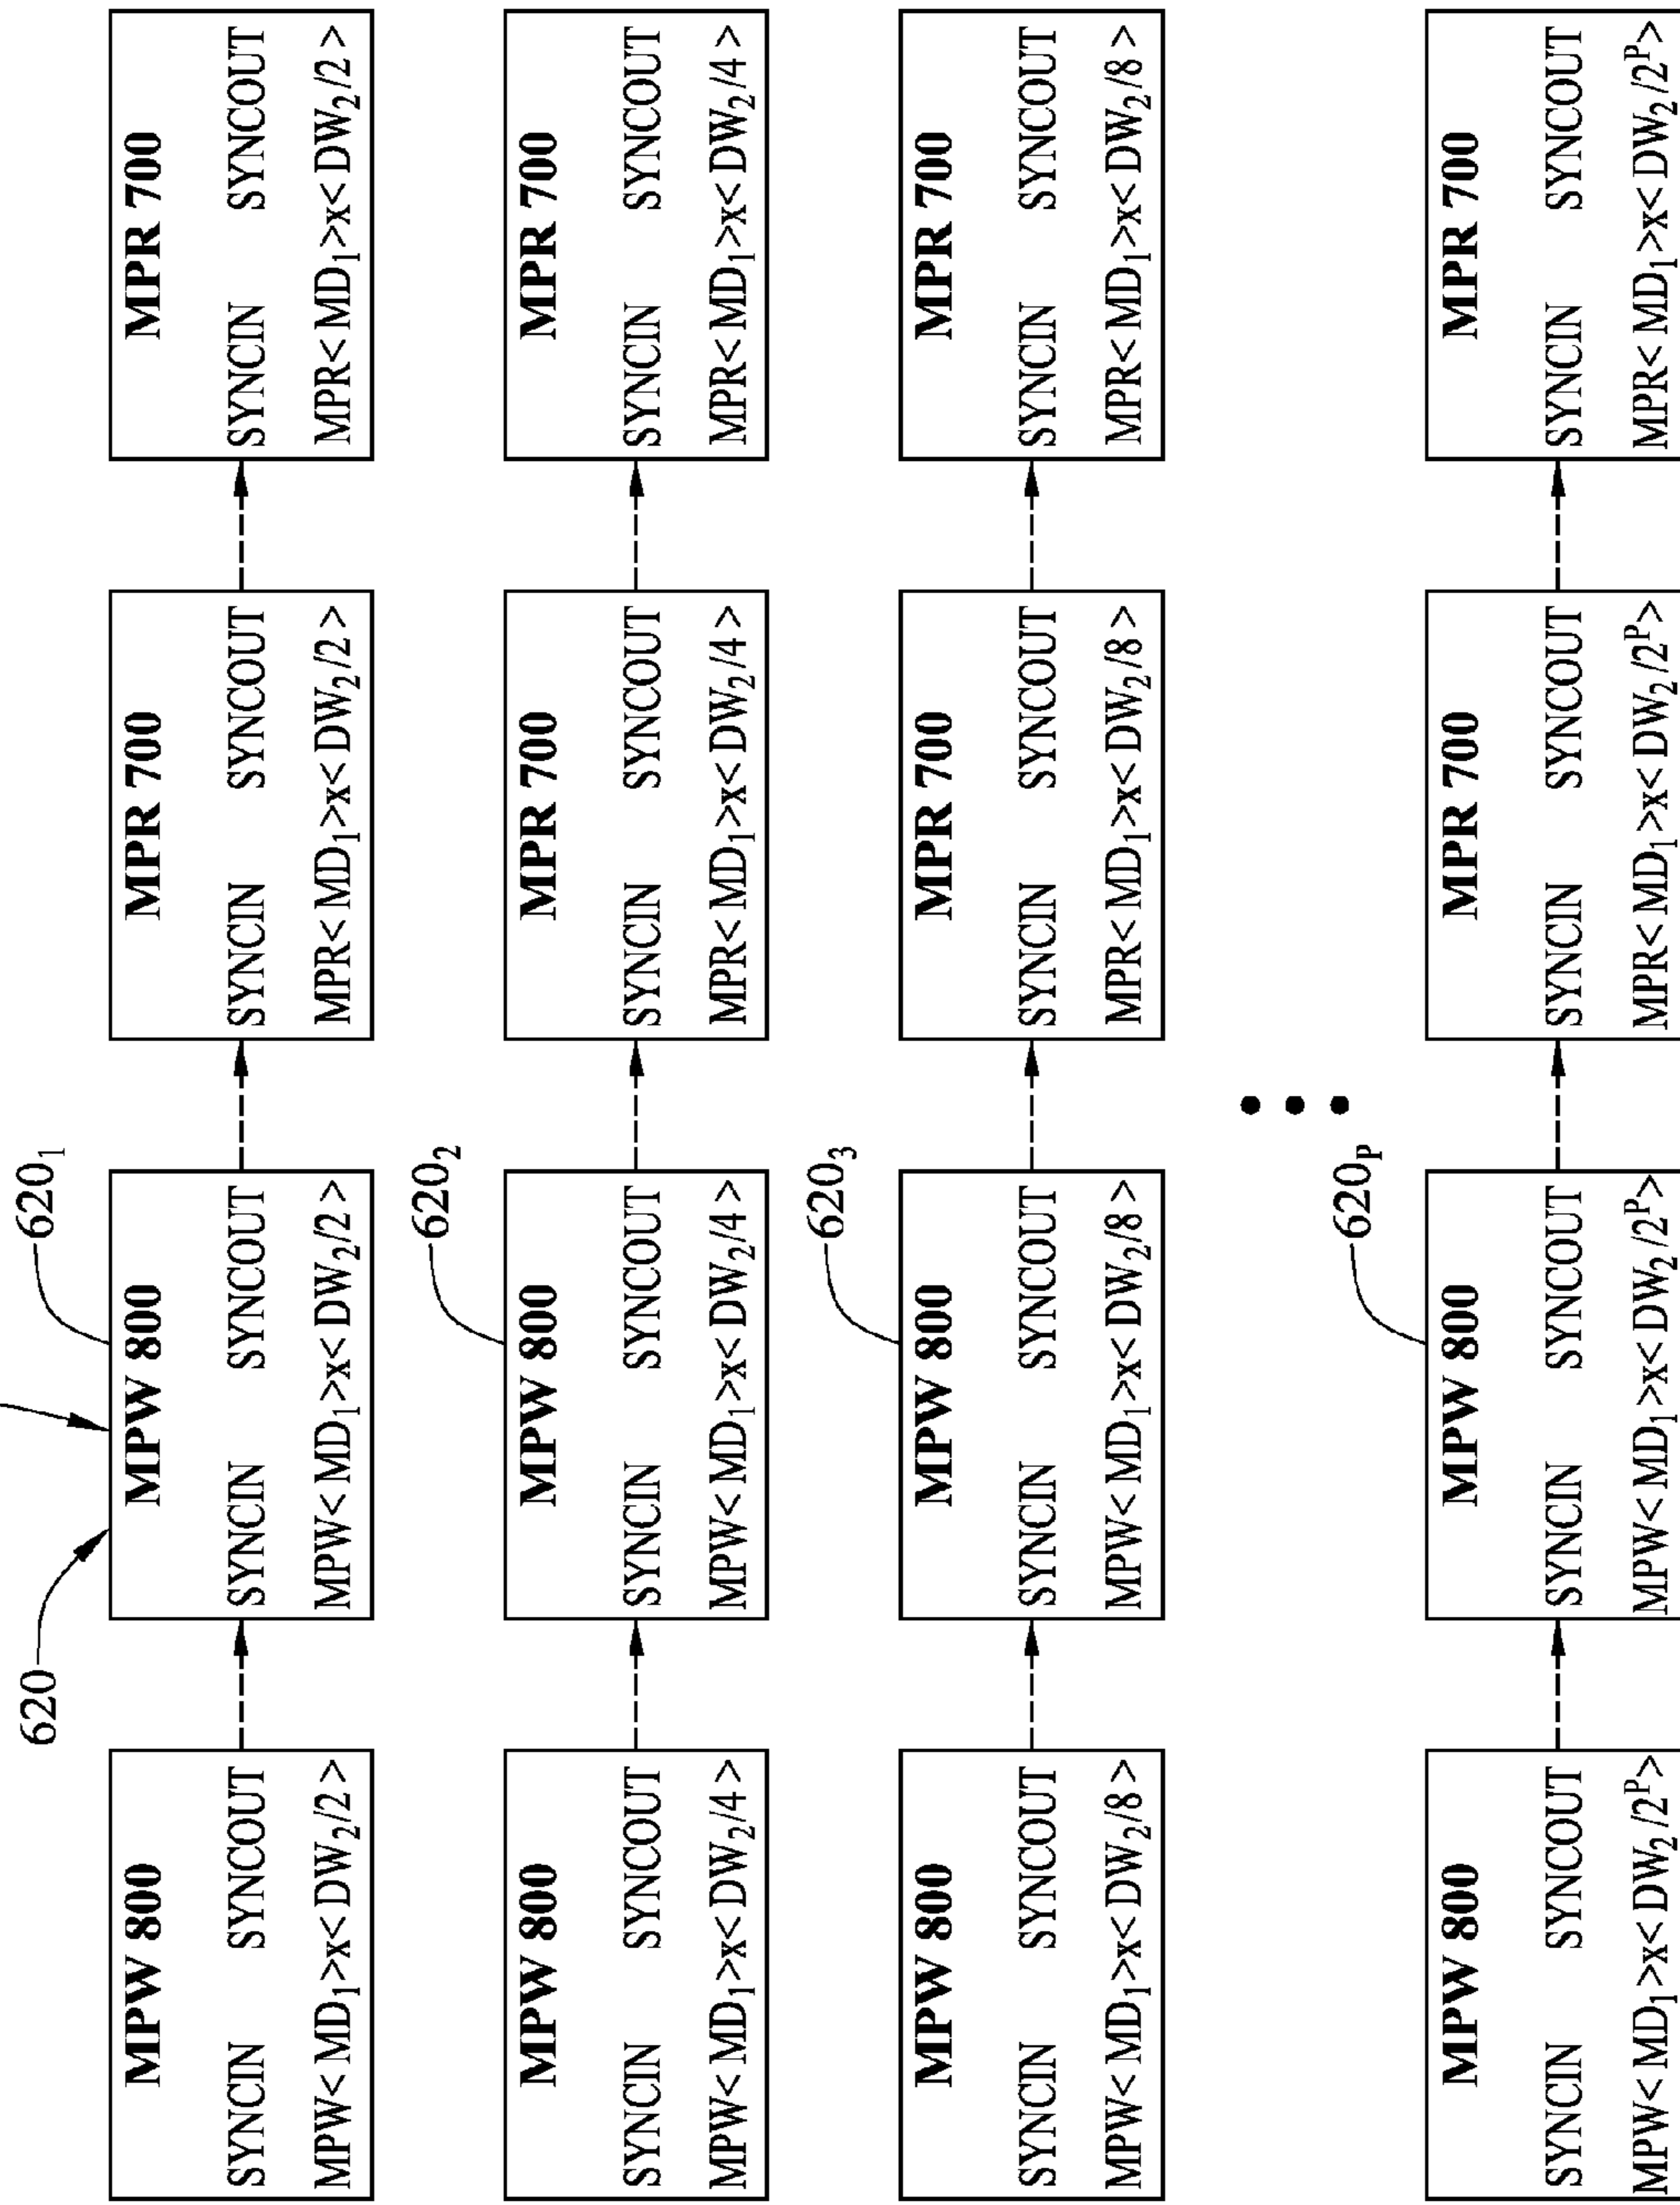 620
620₁
MPW 800
SYNCIN SYNCOUT
MPW< MD₁>x< DW₂/2 >
MPW 800
SYNCIN SYNCOUT
MPW< MD₁>x< DW₂/2 >
MPR 700
SYNCIN SYNCOUT
MPR< MD₁>x< DW₂/2 >
MPR 700
SYNCIN SYNCOUT
MPR< MD₁>x< DW₂/2 >
620₂
MPW 800
SYNCIN SYNCOUT
MPW< MD₁>x< DW₂/4 >
MPW 800
SYNCIN SYNCOUT
MPW< MD₁>x< DW₂/4 >
MPR 700
SYNCIN SYNCOUT
MPR< MD₁>x< DW₂/4 >
MPR 700
SYNCIN SYNCOUT
MPR< MD₁>x< DW₂/4 >
620₃
MPW 800
SYNCIN SYNCOUT
MPW< MD₁>x< DW₂/8 >
MPW 800
SYNCIN SYNCOUT
MPW< MD₁>x< DW₂/8 >
MPR 700
SYNCIN SYNCOUT
MPR< MD₁>x< DW₂/8 >
MPR 700
SYNCIN SYNCOUT
MPR< MD₁>x< DW₂/8 >
• • •
620ₚ
MPW 800
SYNCIN SYNCOUT
MPW< MD₁>x< DW₂/2ᴾ>
MPW 800
SYNCIN SYNCOUT
MPW< MD₁>x< DW₂/2ᴾ>
MPR 700
SYNCIN SYNCOUT
MPR< MD₁>x< DW₂/2ᴾ>
MPR 700
SYNCIN SYNCOUT
MPR< MD₁>x< DW₂/2ᴾ>